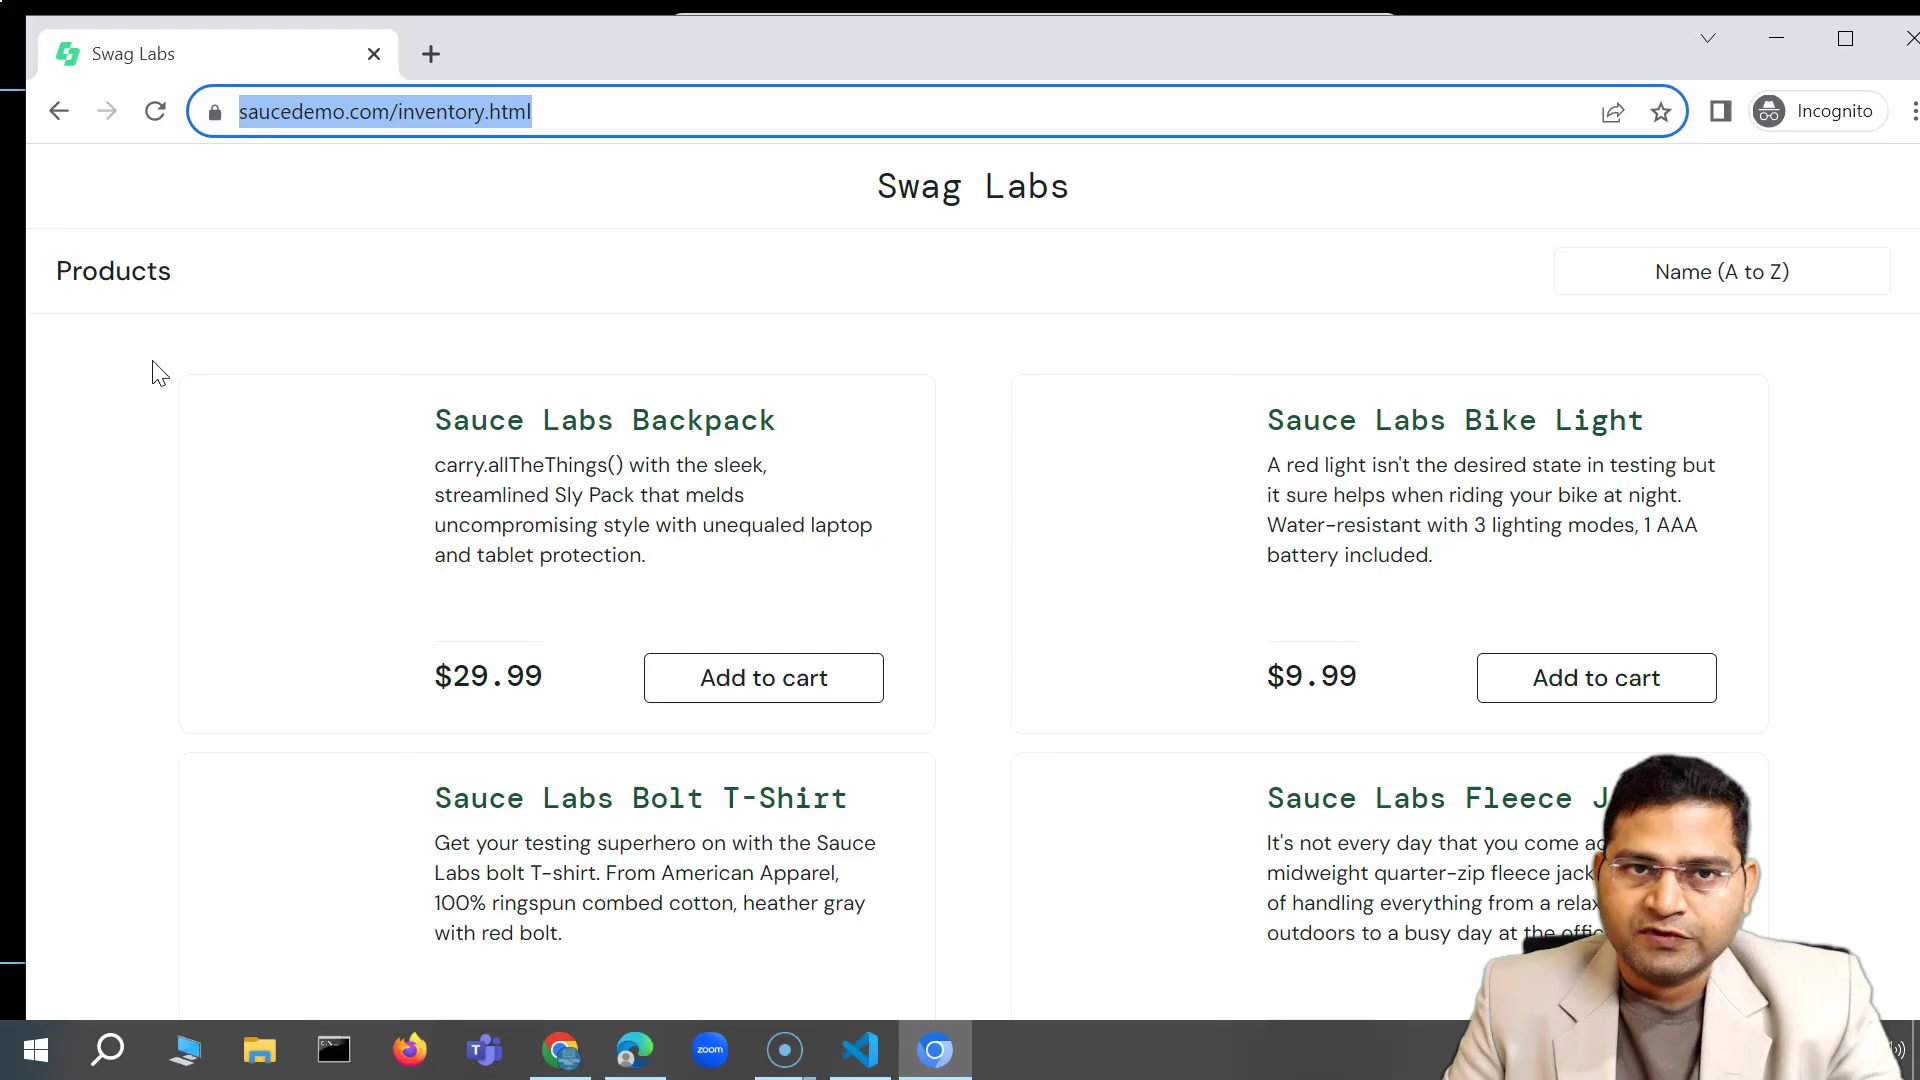 Swag Labs
saucedemo.com/inventory.html
Incognito
Swag Labs
Products
Name (A to Z)
Sauce Labs Backpack
carry.allTheThings() with the sleek,
streamlined Sly Pack that melds
uncompromising style with unequaled laptop
and tablet protection.
$29.99
Add to cart
Sauce Labs Bike Light
A red light isn't the desired state in testing but
it sure helps when riding your bike at night.
Water-resistant with 3 lighting modes, 1 AAA
battery included.
$9.99
Add to cart
Sauce Labs Bolt T-Shirt
Get your testing superhero on with the Sauce
Labs bolt T-shirt. From American Apparel,
100% ringspun combed cotton, heather gray
with red bolt.
Sauce Labs Fleece
It's not every day that you come
midweight quarter-zip fleece
of handling everything from a
outdoors to a busy day at the
zoom